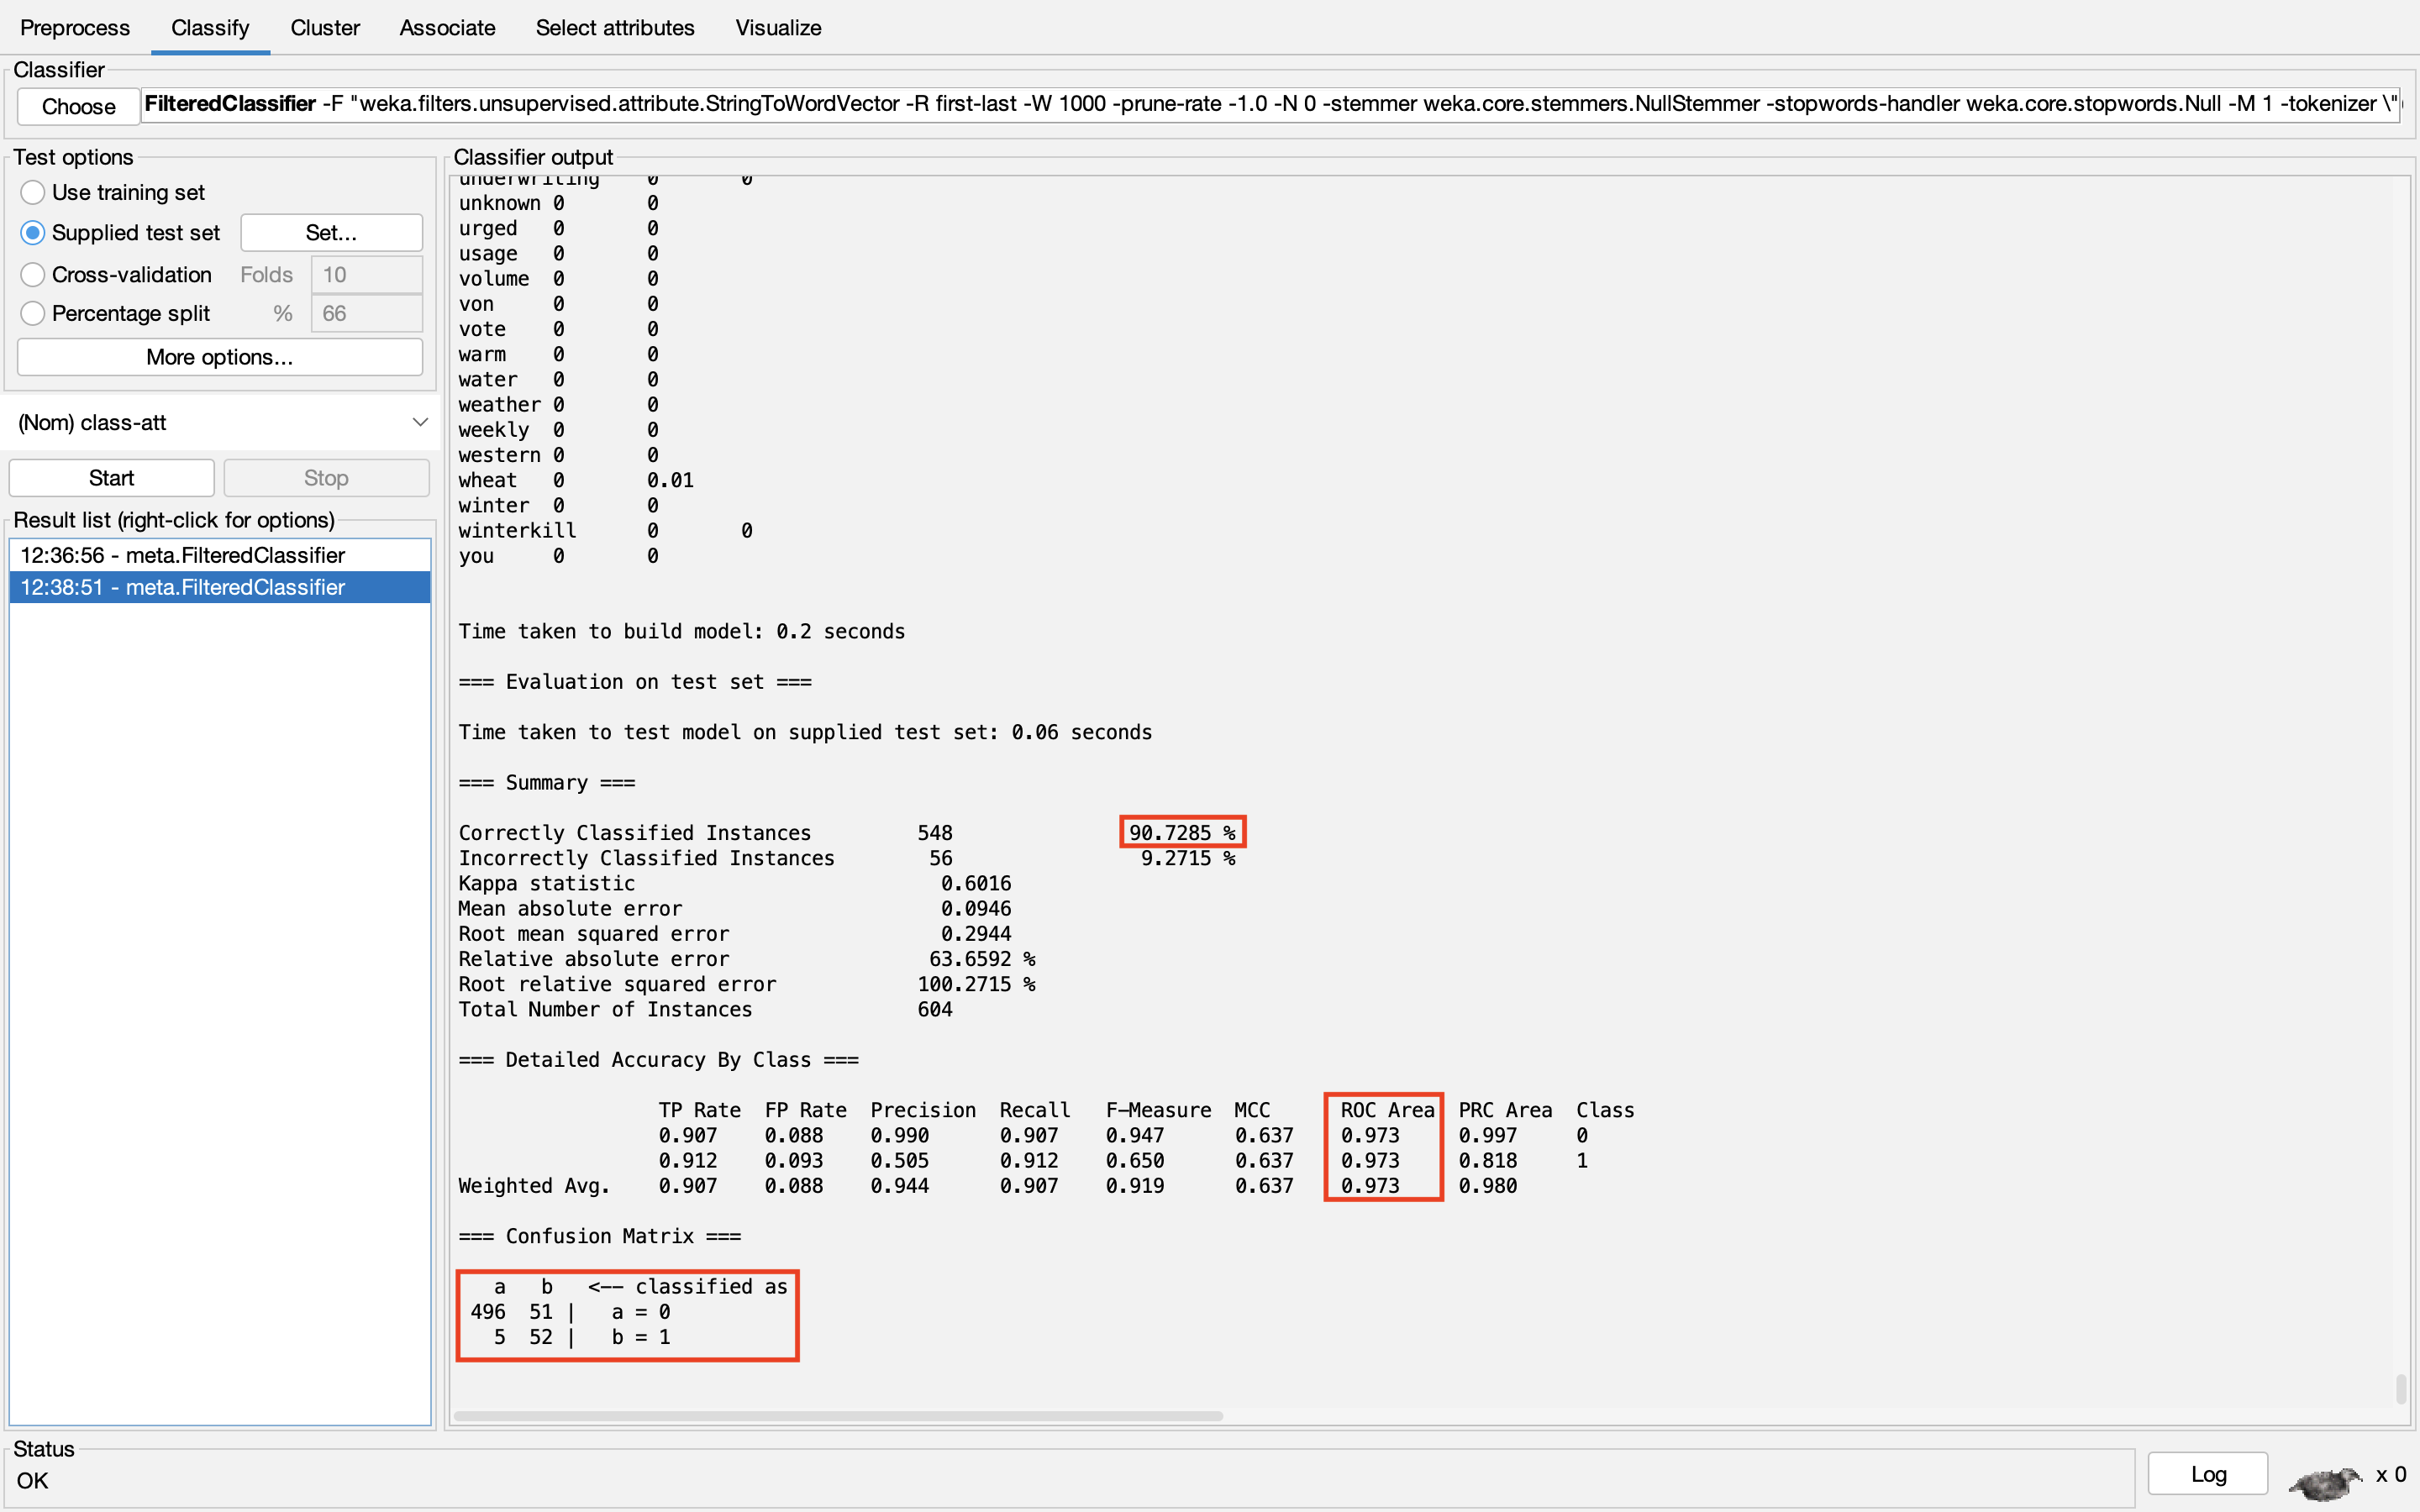 Preprocess Classify Cluster Associate Select attributes Visualize
Classifier
Choose FilteredClassifier -F "weka.filters.unsupervised.attribute.StringToWordVector -R first-last -W 1000 -prune-rate -1.0 -N 0 -stemmer weka.core.stemmers.NullStemmer -stopwords-handler weka.core.stopwords.Null -M 1 -tokenizer \"
Test options
Use training set
Supplied test set Set...
Cross-validation Folds 10
Percentage split % 66
More options...
(Nom) class-att
Start Stop
Result list (right-click for options)
12:36:56 - meta.FilteredClassifier
12:38:51 - meta.FilteredClassifier
Classifier output
underwriting 0 0
unknown 0 0
urged 0 0
usage 0 0
volume 0 0
von 0 0
vote 0 0
warm 0 0
water 0 0
weather 0 0
weekly 0 0
western 0 0
wheat 0 0.01
winter 0 0
winterkill 0 0
you 0 0
Time taken to build model: 0.2 seconds
=== Evaluation on test set ===
Time taken to test model on supplied test set: 0.06 seconds
=== Summary ===
Correctly Classified Instances 548 90.7285 %
Incorrectly Classified Instances 56 9.2715 %
Kappa statistic 0.6016
Mean absolute error 0.0946
Root mean squared error 0.2944
Relative absolute error 63.6592 %
Root relative squared error 100.2715 %
Total Number of Instances 604
=== Detailed Accuracy By Class ===
TP Rate FP Rate Precision Recall F-Measure MCC ROC Area PRC Area Class
0.907 0.088 0.990 0.907 0.947 0.637 0.973 0.997 0
0.912 0.093 0.505 0.912 0.650 0.637 0.973 0.818 1
Weighted Avg. 0.907 0.088 0.944 0.907 0.919 0.637 0.973 0.980
=== Confusion Matrix ===
a b <-- classified as
496 51 | a = 0
5 52 | b = 1
Status
OK
Log x 0